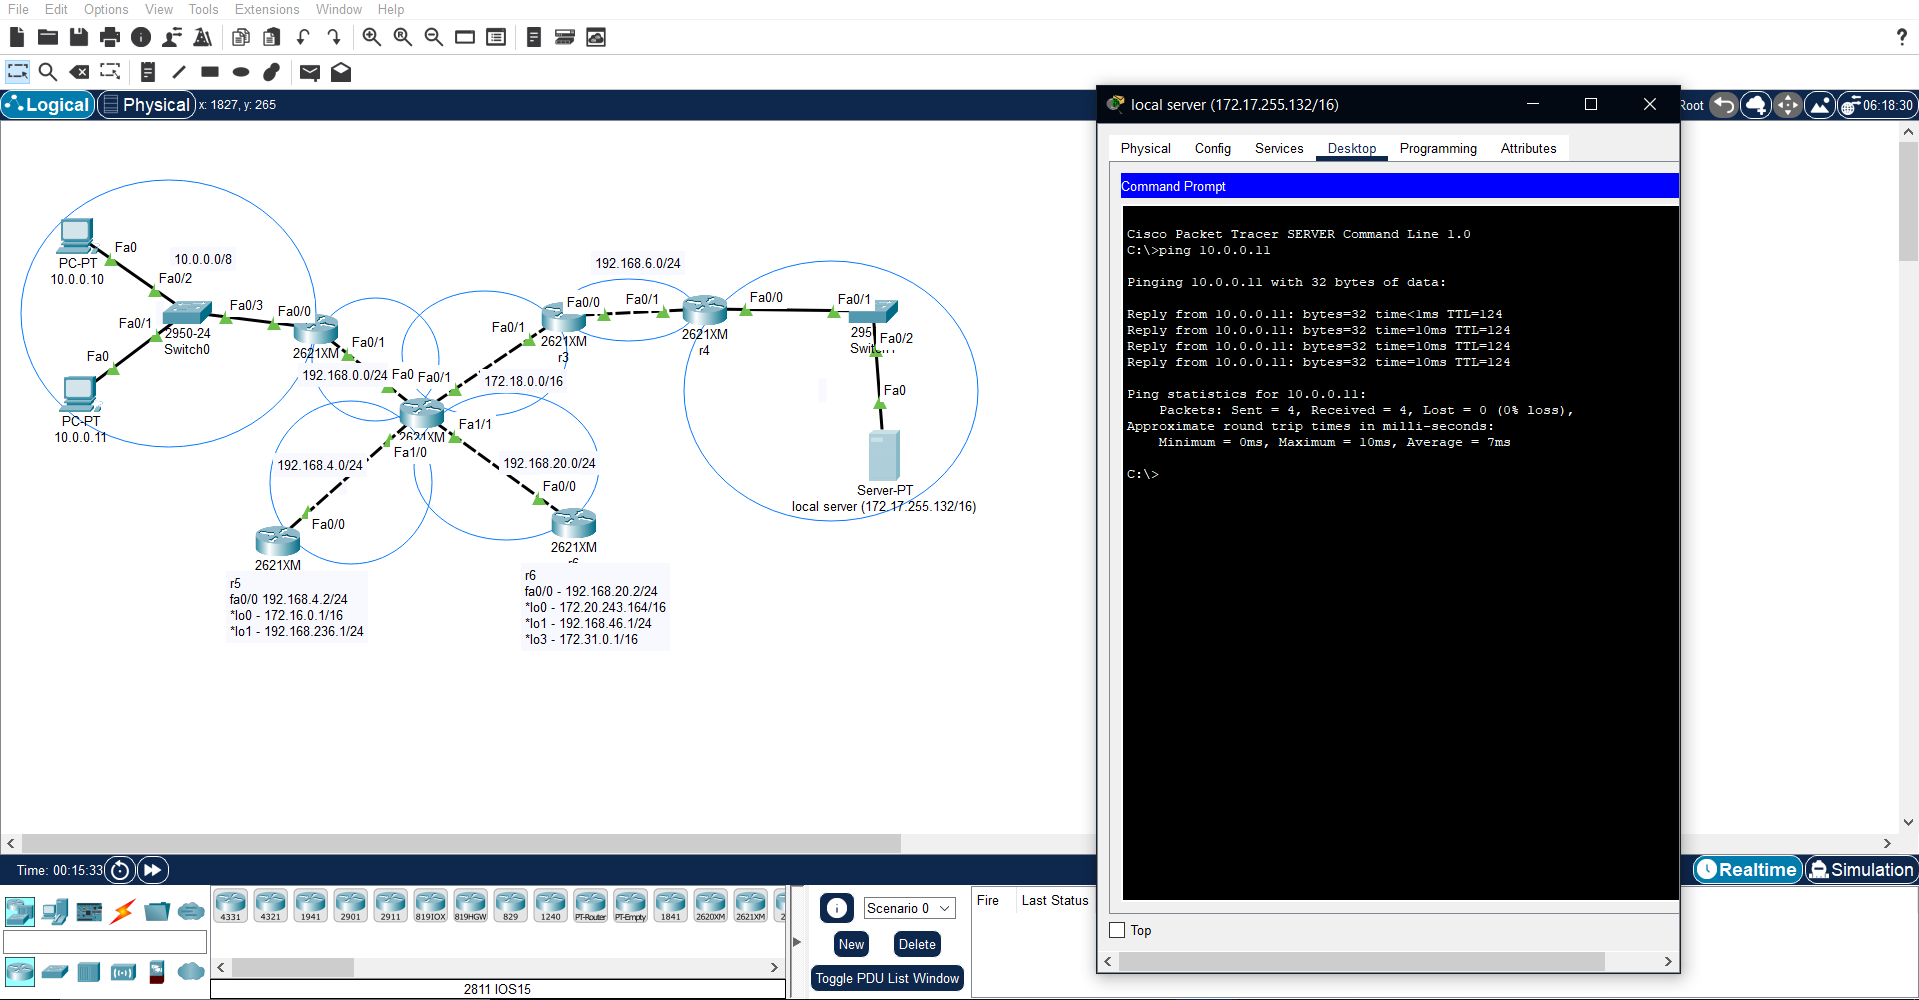 File Edit Options View Tools Extensions Window Help
Logical Physical x: 1827, y: 265
Root 06:18:30
PC-PT
10.0.0.10
Fa0
10.0.0.0/8
Fa0/2
Fa0/3
Fa0/0
Fa0/1
2950-24
Switch0
Fa0
PC-PT
10.0.0.11
2621XM
Fa0/1
192.168.0.0/24
Fa0
Fa0/1
172.18.0.0/16
2621XM
Fa1/1
Fa1/0
192.168.4.0/24
192.168.20.0/24
Fa0/0
Fa0/0
2621XM
r5
fa0/0 192.168.4.2/24
*lo0 - 172.16.0.1/16
*lo1 - 192.168.236.1/24
2621XM
r6
r6
fa0/0 - 192.168.20.2/24
*lo0 - 172.20.243.164/16
*lo1 - 192.168.46.1/24
*lo3 - 172.31.0.1/16
192.168.6.0/24
Fa0/0
Fa0/1
Fa0/1
2621XM
r3
2621XM
r4
Fa0/0
Fa0/1
Fa0/2
Fa0
Server-PT
local server (172.17.255.132/16)
local server (172.17.255.132/16)
Physical Config Services Desktop Programming Attributes
Command Prompt
Cisco Packet Tracer SERVER Command Line 1.0
C:\>ping 10.0.0.11
Pinging 10.0.0.11 with 32 bytes of data:
Reply from 10.0.0.11: bytes=32 time<1ms TTL=124
Reply from 10.0.0.11: bytes=32 time=10ms TTL=124
Reply from 10.0.0.11: bytes=32 time=10ms TTL=124
Reply from 10.0.0.11: bytes=32 time=10ms TTL=124
Ping statistics for 10.0.0.11:
Packets: Sent = 4, Received = 4, Lost = 0 (0% loss),
Approximate round trip times in milli-seconds:
Minimum = 0ms, Maximum = 10ms, Average = 7ms
C:\>
Top
Time: 00:15:33
Realtime Simulation
4331 4321 1941 2901 2911 819IOX 819HGW 829 1240 PT-Router PT-Empty 1841 2620XM 2621XM 2
2811 IOS15
Scenario 0
New Delete
Toggle PDU List Window
Fire Last Status